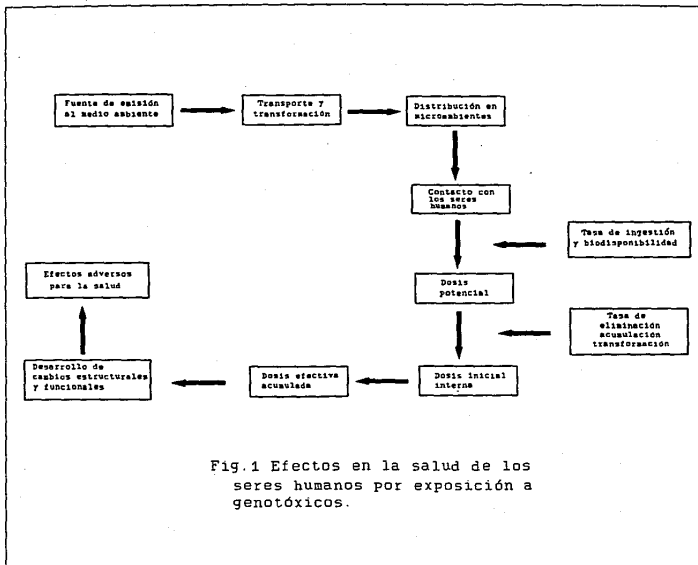 Fuente de emisión
al medio ambiente
Transporte y
transformación
Distribución en
microambientes
Contacto con
los seres
humanos
Tasa de ingestión
y biodisponibilidad
Efectos adversos
para la salud
Dosis
potencial
Tasa de
eliminación
acumulación
transformación
Desarrollo de
cambios estructurales
y funcionales
Dosis efectiva
acumulada
Dosis inicial
interna
Fig.1 Efectos en la salud de los
seres humanos por exposición a
genotóxicos.